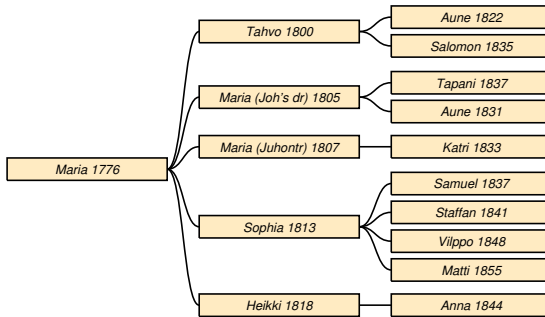 Maria 1776
Tahvo 1800
Aune 1822
Salomon 1835
Maria (Joh's dr) 1805
Tapani 1837
Aune 1831
Maria (Juhontr) 1807
Katri 1833
Sophia 1813
Samuel 1837
Staffan 1841
Vilppo 1848
Matti 1855
Heikki 1818
Anna 1844